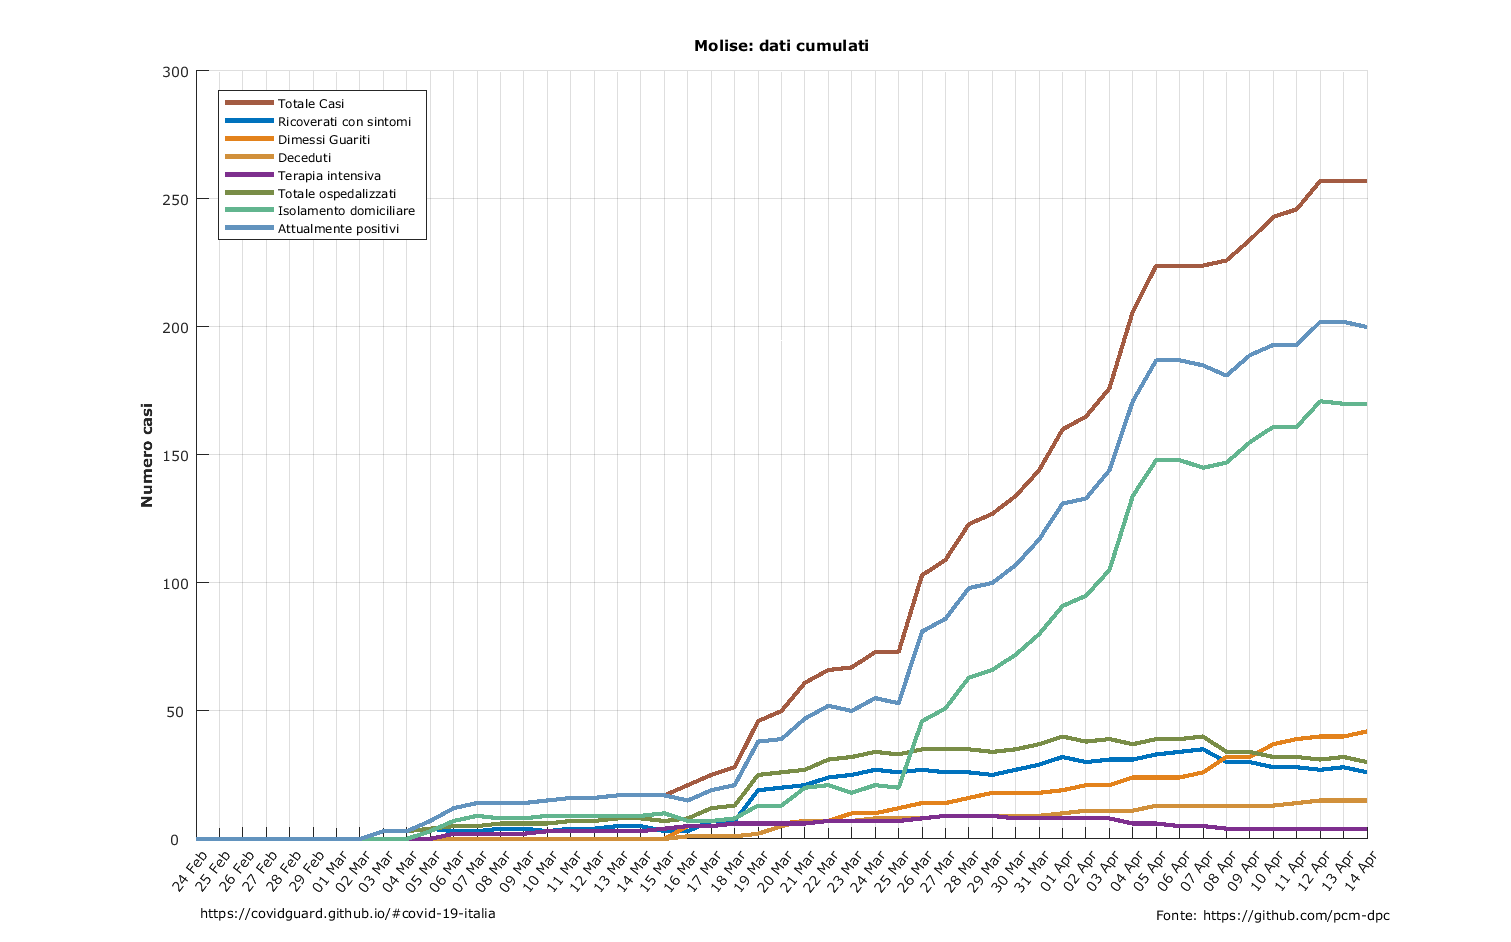 Molise: dati cumulati
300
250
200
150
100
50
0
Numero casi
Totale Casi
Ricoverati con sintomi
Dimessi Guariti
Deceduti
Terapia intensiva
Totale ospedalizzati
Isolamento domiciliare
Attualmente positivi
24 Feb
25 Feb
26 Feb
27 Feb
28 Feb
29 Feb
01 Mar
02 Mar
03 Mar
04 Mar
05 Mar
06 Mar
07 Mar
08 Mar
09 Mar
10 Mar
11 Mar
12 Mar
13 Mar
14 Mar
15 Mar
16 Mar
17 Mar
18 Mar
19 Mar
20 Mar
21 Mar
22 Mar
23 Mar
24 Mar
25 Mar
26 Mar
27 Mar
28 Mar
29 Mar
30 Mar
31 Mar
01 Apr
02 Apr
03 Apr
04 Apr
05 Apr
06 Apr
07 Apr
08 Apr
09 Apr
10 Apr
11 Apr
12 Apr
13 Apr
14 Apr
https://covidguard.github.io/#covid-19-italia
Fonte: https://github.com/pcm-dpc